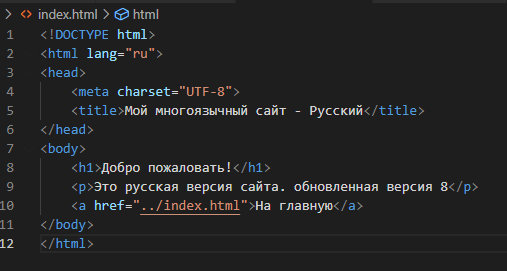 > index.html > html
1 <!DOCTYPE html>
2 <html lang="ru">
3 <head>
4     <meta charset="UTF-8">
5     <title>Мой многоязычный сайт - Русский</title>
6 </head>
7 <body>
8     <h1>Добро пожаловать!</h1>
9     <p>Это русская версия сайта. обновленная версия 8</p>
10     <a href="../index.html">На главную</a>
11 </body>
12 </html>